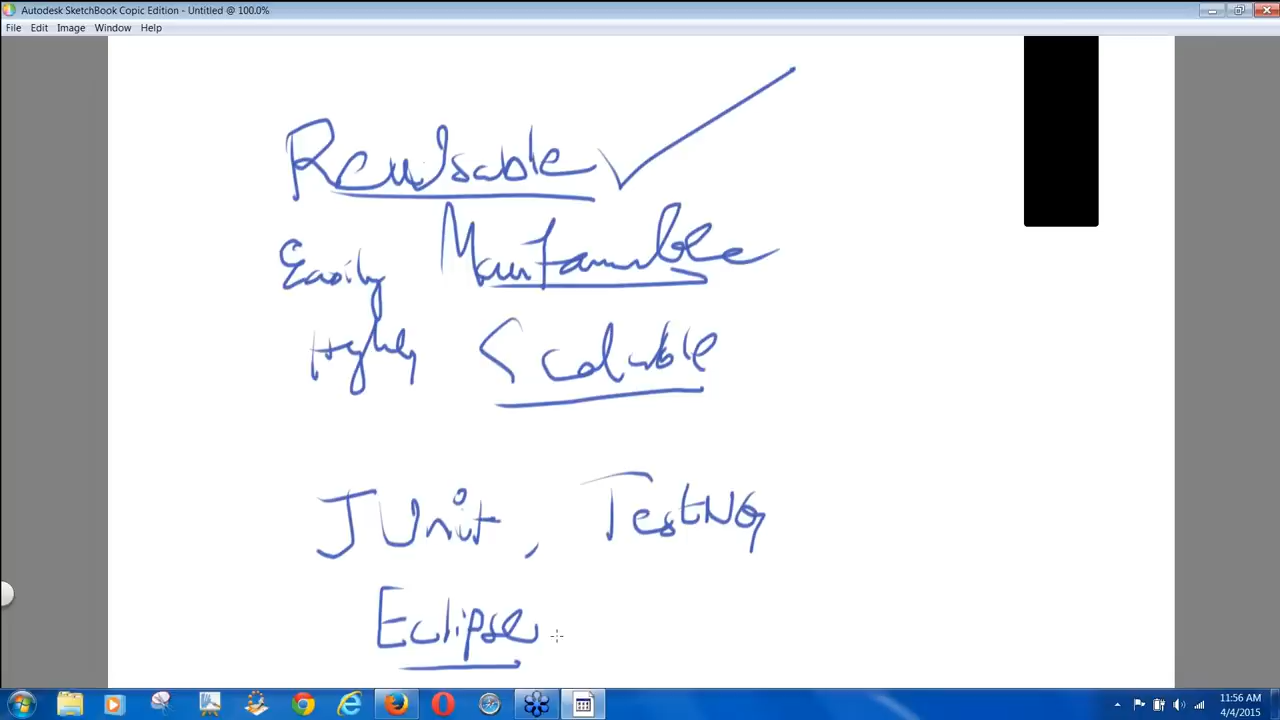 Autodesk SketchBook Copic Edition - Untitled @ 100.0%
File Edit Image Window Help
Reusable
Easily Maintainable
Highly Scalable
JUnit, TestNG
Eclipse
11:56 AM
4/4/2015